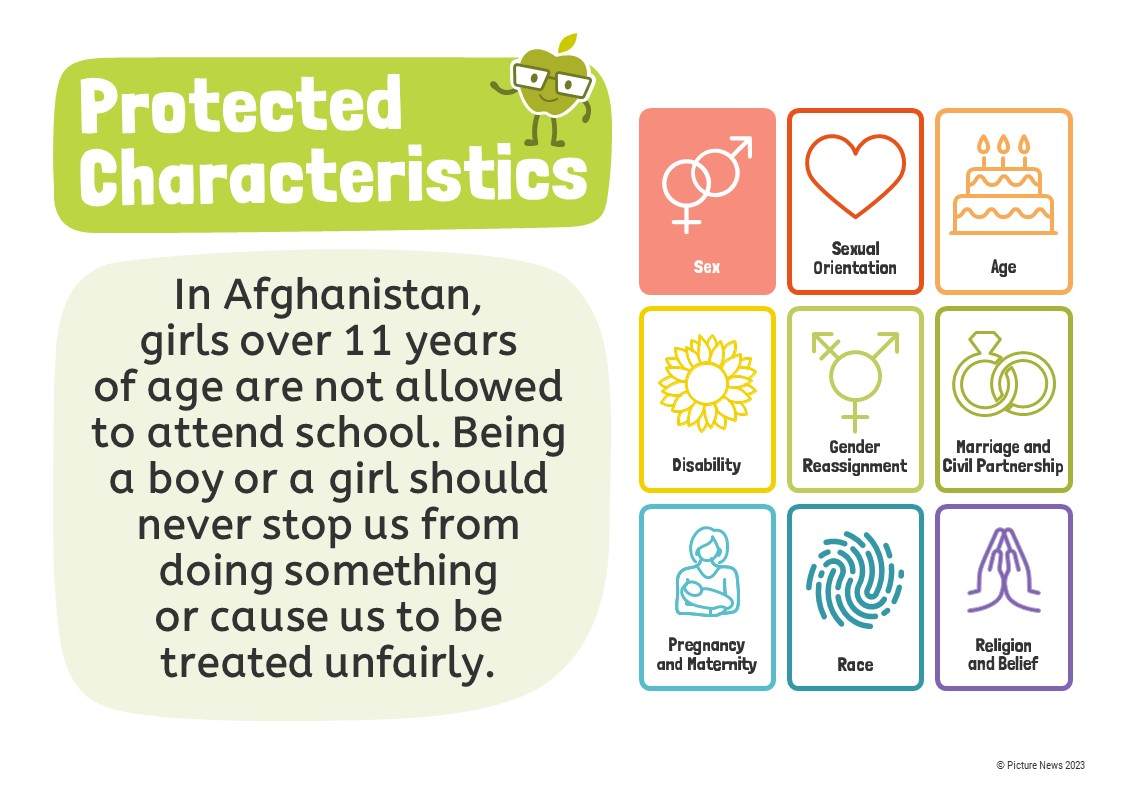 Protected
Characteristics
In Afghanistan,
girls over 11 years
of age are not allowed
to attend school. Being
a boy or a girl should
never stop us from
doing something
or cause us to be
treated unfairly.
Sex
Sexual
Orientation
Age
Disability
Gender
Reassignment
Marriage and
Civil Partnership
Pregnancy
and Maternity
Race
Religion
and Belief
© Picture News 2023